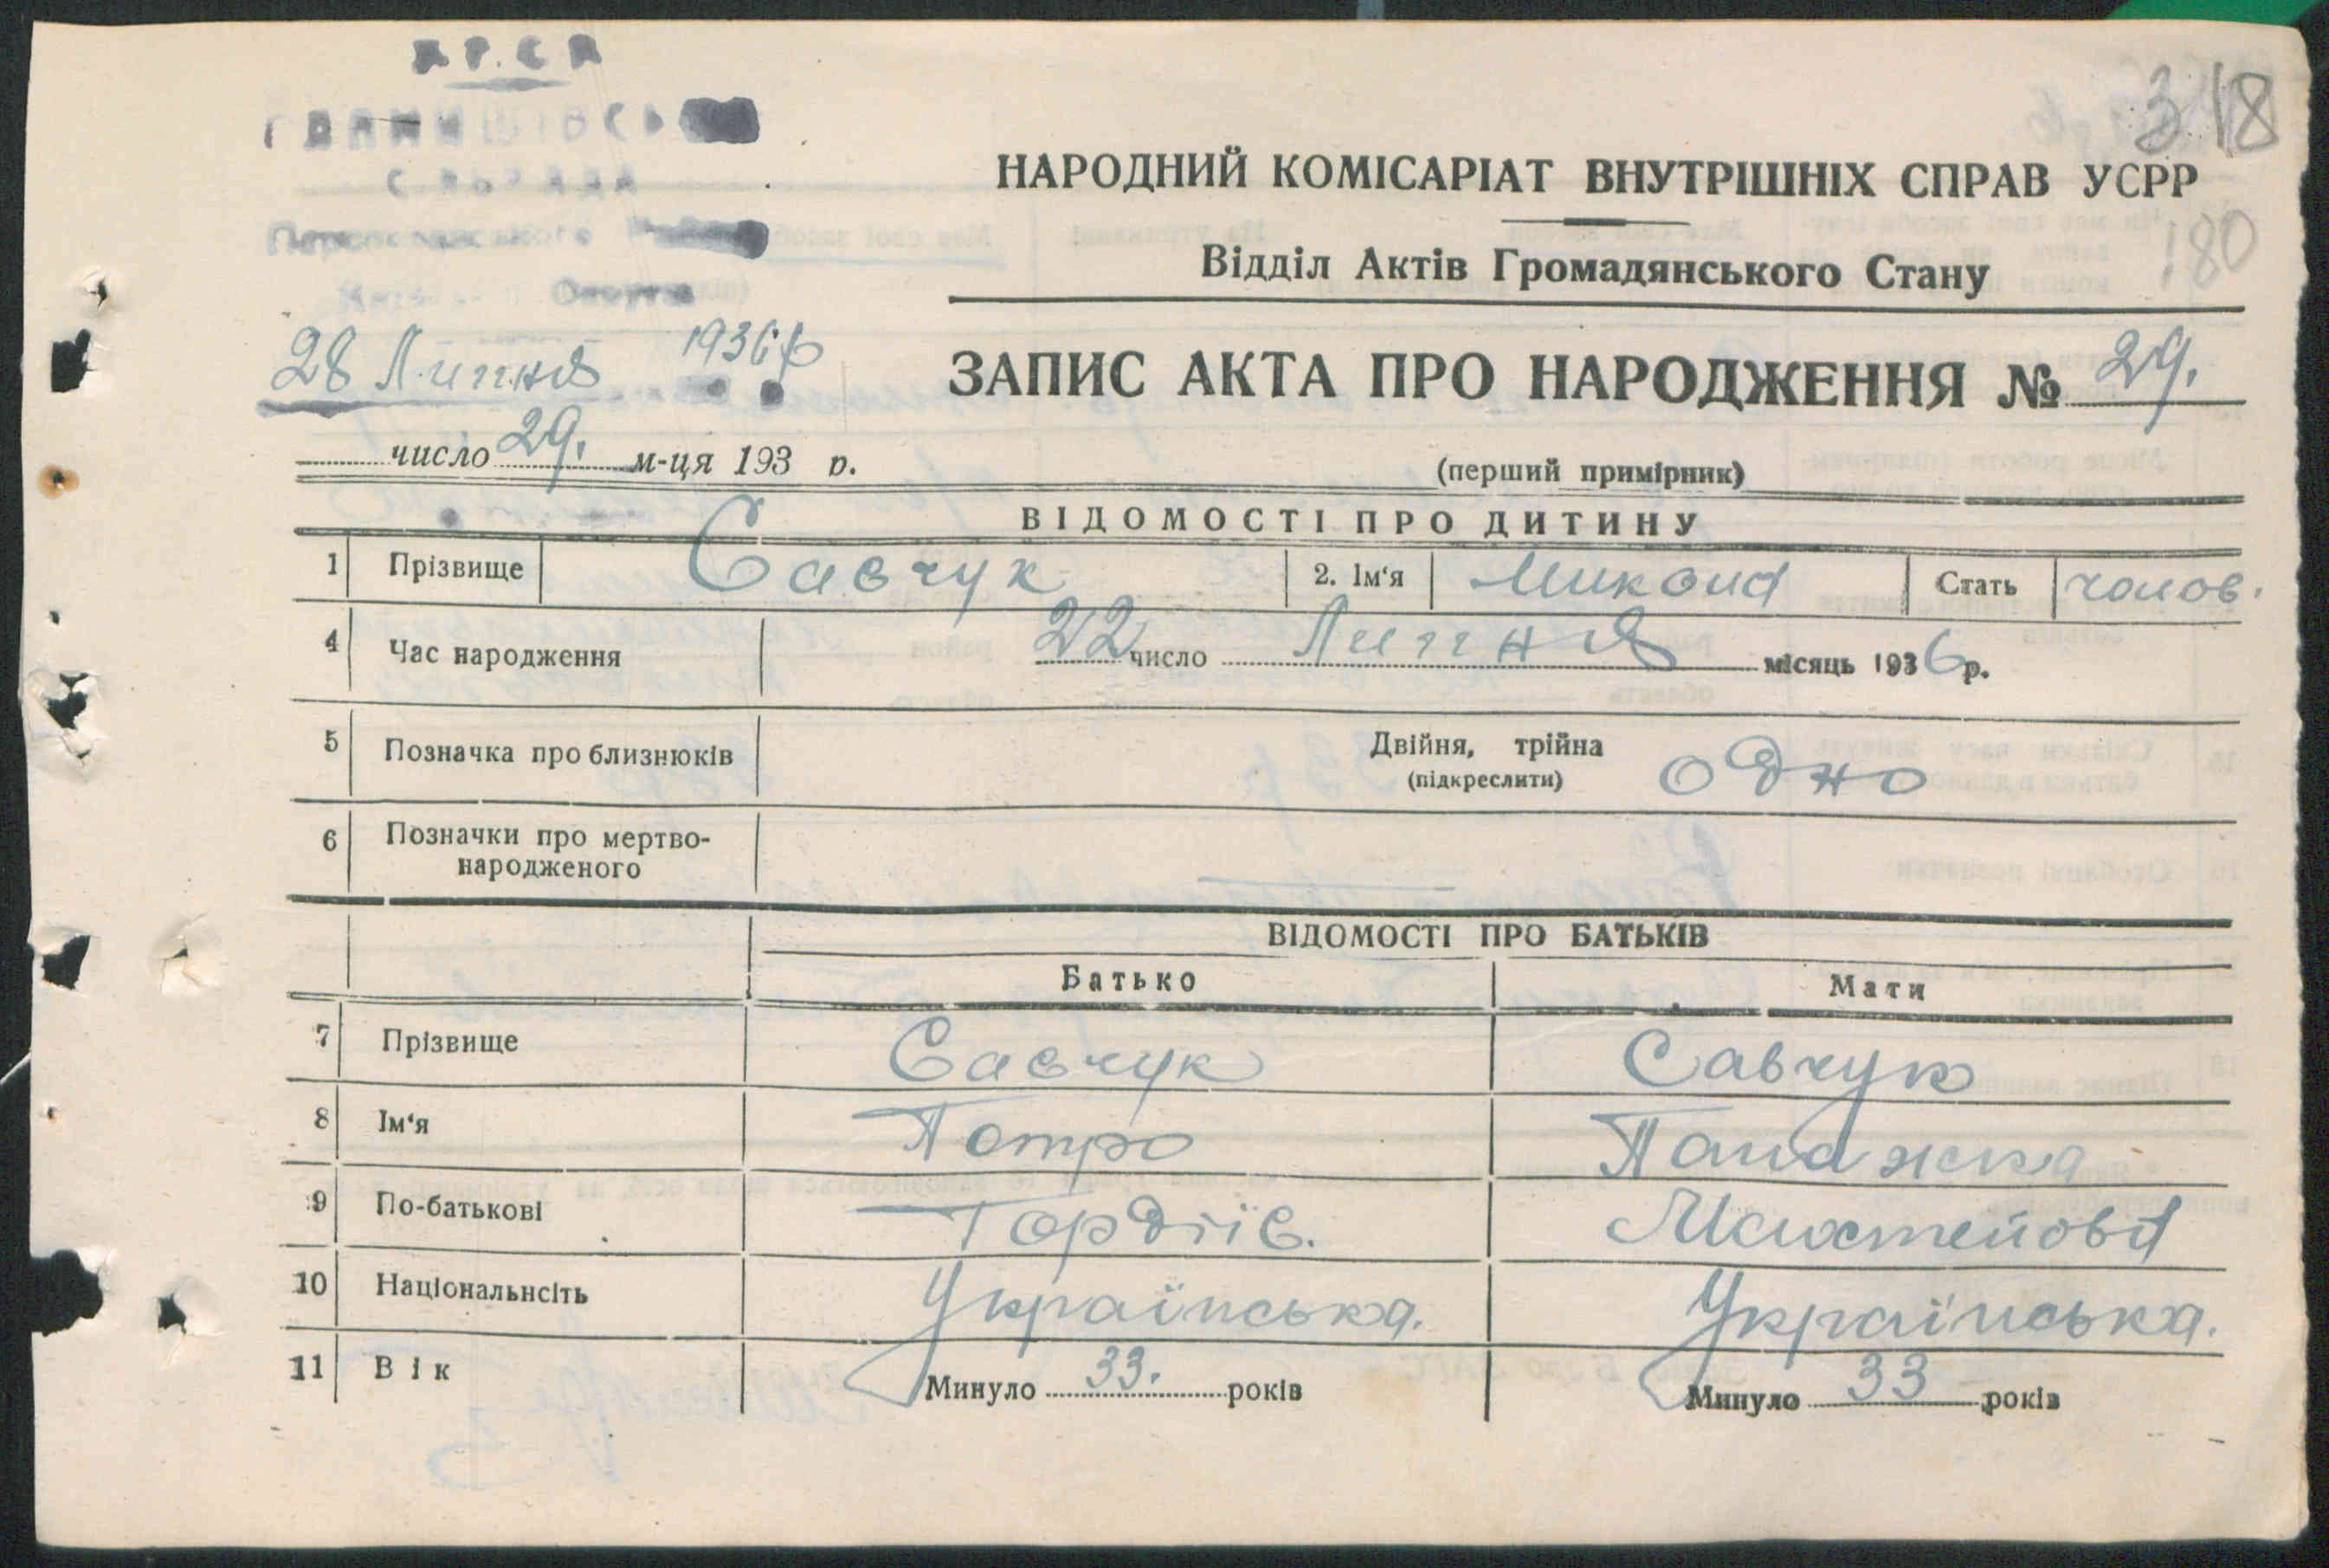 318
НАРОДНИЙ КОМІСАРІАТ ВНУТРІШНІХ СПРАВ УСРР
180
Відділ Актів Громадянського Стану
28 Липня 1936 р
ЗАПИС АКТА ПРО НАРОДЖЕННЯ № 29.
число 29. м-ця 193 р.
(перший примірник)
ВІДОМОСТІ ПРО ДИТИНУ
1 Прізвище Савчук 2. Ім'я Микола Стать чолов.
4 Час народження 22 число Липня місяць 1936 р.
5 Позначка про близнюків Двійня, трійна одно
(підкреслити)
6 Позначки про мертво-
народженого
ВІДОМОСТІ ПРО БАТЬКІВ
Батько Мати
7 Прізвище Савчук Савчук
8 Ім'я Потро
9 По-батькові Гордіїв.
10 Національнсіть Українська. Українська.
11 Вік Минуло 33. років Минуло 33 років